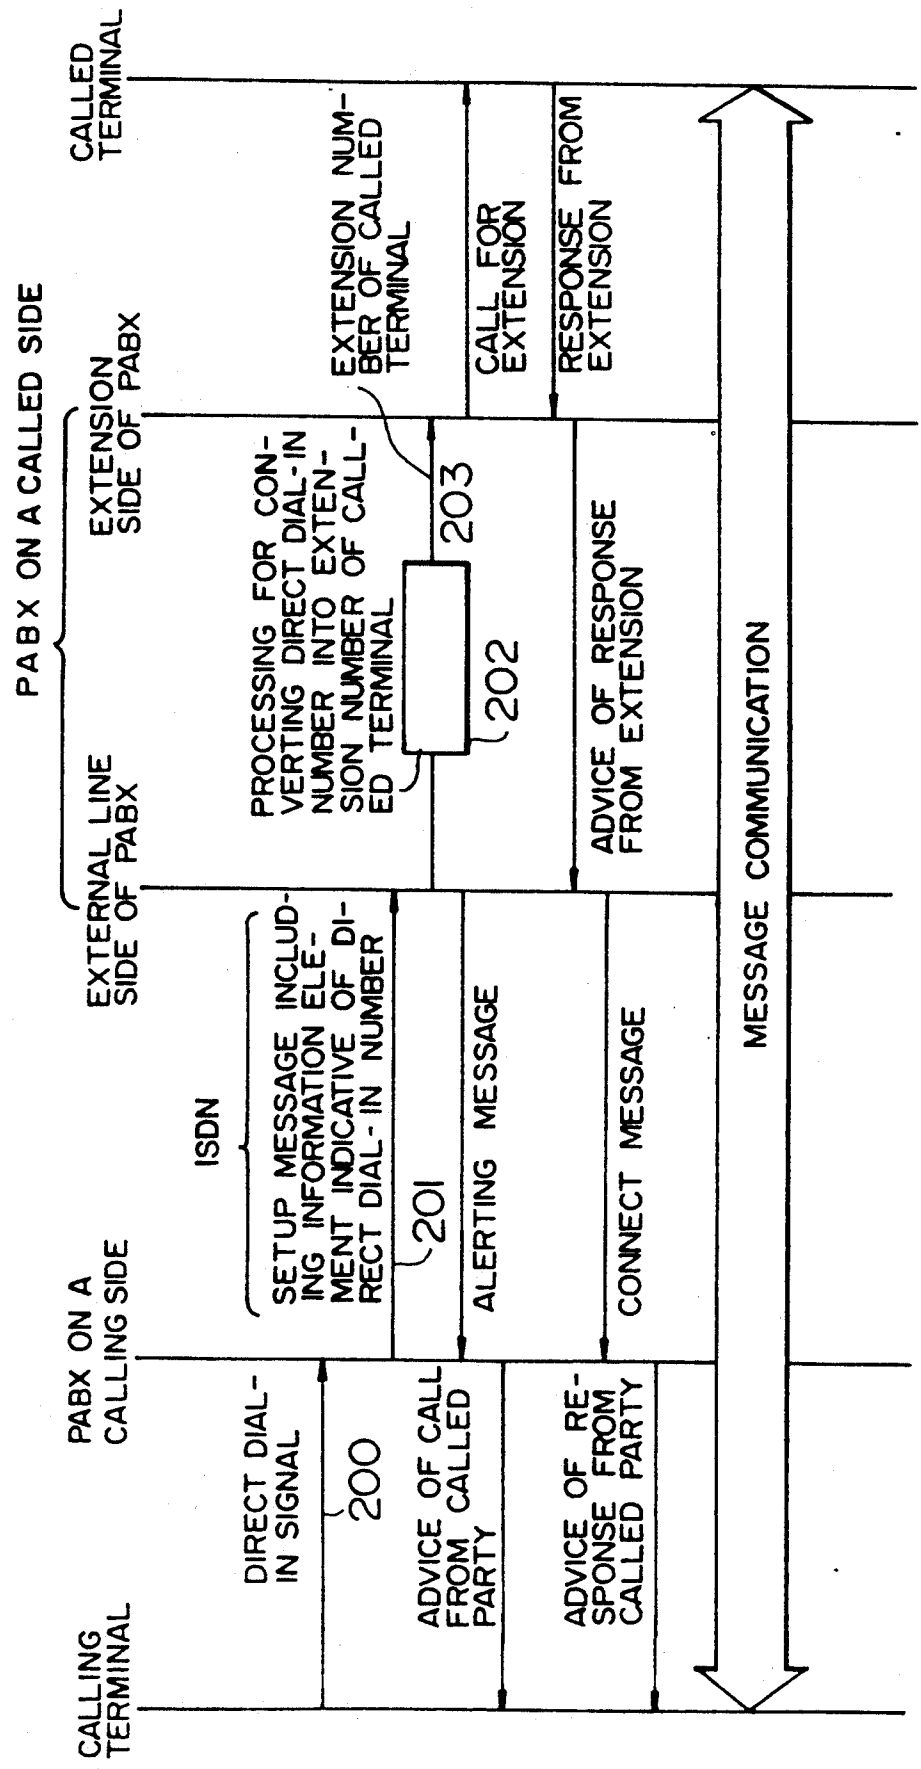 PABX ON A CALLED SIDE
CALLING
TERMINAL
PABX ON A
CALLING SIDE
EXTERNAL LINE
SIDE OF PABX
EXTENSION
SIDE OF PABX
CALLED
TERMINAL
ISDN
DIRECT DIAL-
IN SIGNAL
200
SETUP MESSAGE INCLUD-
ING INFORMATION ELE-
MENT INDICATIVE OF DI-
RECT DIAL-IN NUMBER
201
PROCESSING FOR CON-
VERTING DIRECT DIAL-IN
NUMBER INTO EXTEN-
SION NUMBER OF CALL-
ED TERMINAL
202
203
EXTENSION NUM-
BER OF CALLED
TERMINAL
ADVICE OF CALL
FROM CALLED
PARTY
ALERTING MESSAGE
CALL FOR
EXTENSION
RESPONSE FROM
EXTENSION
ADVICE OF RESPONSE
FROM EXTENSION
CONNECT MESSAGE
ADVICE OF RE-
SPONSE FROM
CALLED PARTY
MESSAGE COMMUNICATION